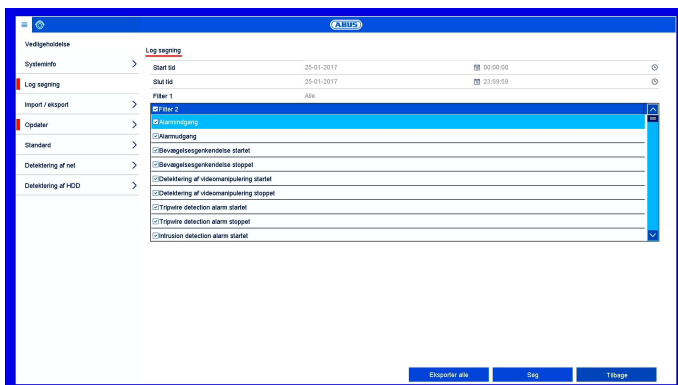 ABUS
Vedligeholdelse
Systeminfo
Log søgning
Import / eksport
Opdater
Standard
Detektering af net
Detektering af HDD
Log søgning
Start tid 25-01-2017 00:00:00
Slut tid 25-01-2017 23:59:59
Filter 1 Alle
Filter 2
Alarmindgang
Alarmudgang
Bevægelsesgenkendelse startet
Bevægelsesgenkendelse stoppet
Detektering af videomanipulering startet
Detektering af videomanipulering stoppet
Tripwire detection alarm startet
Tripwire detection alarm stoppet
Intrusion detection alarm startet
Eksporter alle Søg Tilbage